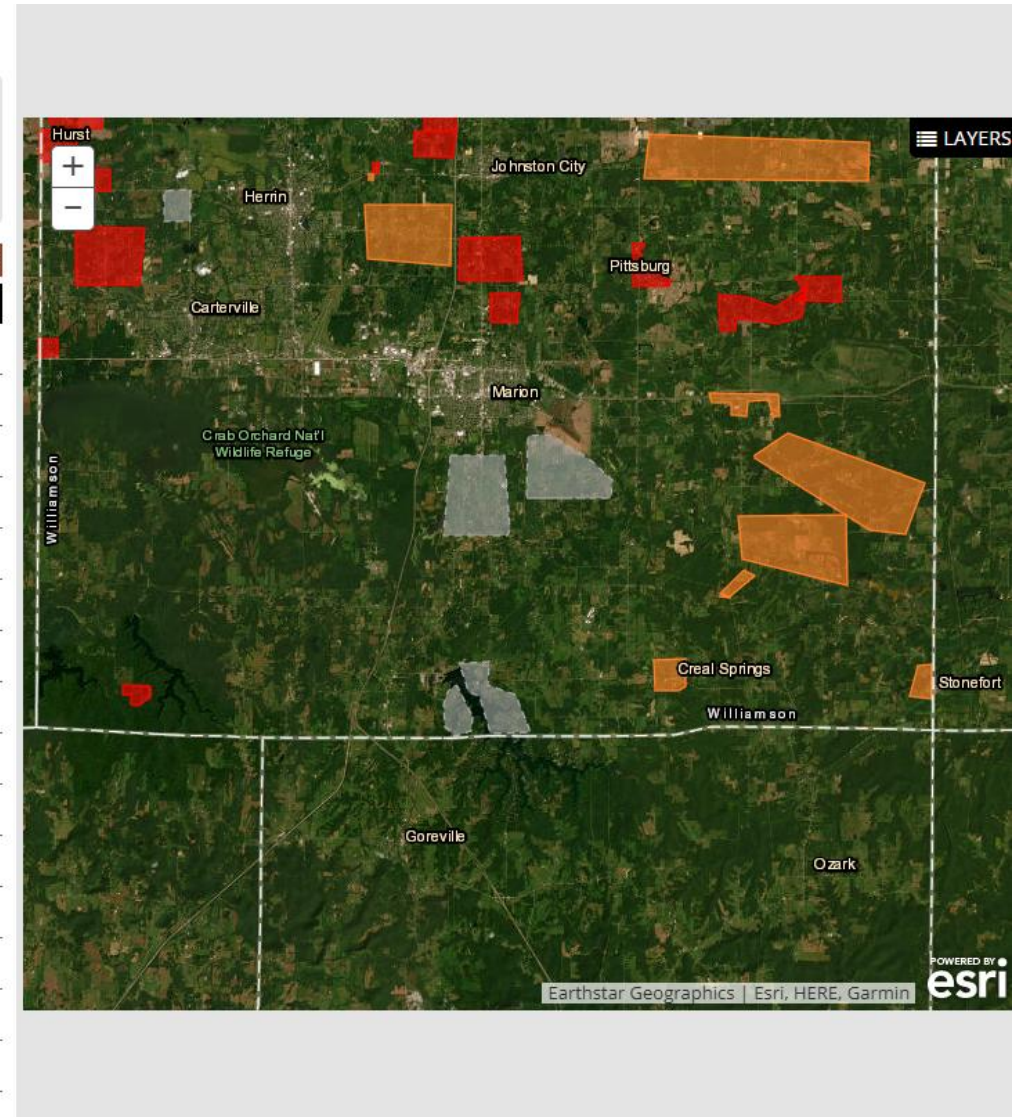 Hurst
LAYERS
+
Johnston City
−
Herrin
Pittsburg
Carterville
Marion
Crab Orchard Nat'l
Wildlife Refuge
Williamson
Creal Springs
Stonefort
Williamson
Goreville
Ozark
POWERED BY
esri
Earthstar Geographics | Esri, HERE, Garmin